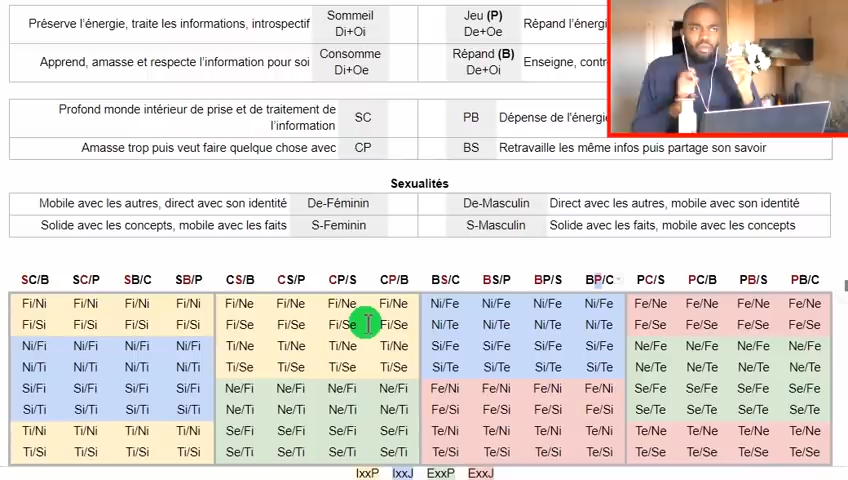 Préserve l'énergie, traite les informations, introspectif Sommeil Di+Oi Jeu (P) De+Oe Répand l'énergie
Apprend, amasse et respecte l'information pour soi Consomme Di+Oe Répand (B) De+Oi Enseigne,
Profond monde intérieur de prise et de traitement de l'information SC PB Dépense de l'énergie
Amasse trop puis veut faire quelque chose avec CP BS Retravaille les même infos puis partage son savoir
Sexualités
Mobile avec les autres, direct avec son identité De-Féminin De-Masculin Direct avec les autres, mobile avec son identité
Solide avec les concepts, mobile avec les faits S-Feminin S-Masculin Solide avec les faits, mobile avec les concepts
SC/B SC/P SB/C SB/P CS/B CS/P CP/S CP/B BS/C BS/P BP/S BP/C PC/S PC/B PB/S PB/C
Fi/Ni Fi/Ni Fi/Ni Fi/Ni Fi/Ne Fi/Ne Fi/Ne Fi/Ne Ni/Fe Ni/Fe Ni/Fe Ni/Fe Fe/Ne Fe/Ne Fe/Ne Fe/Ne
Fi/Si Fi/Si Fi/Si Fi/Si Fi/Se Fi/Se Fi/Se Fi/Se Ni/Te Ni/Te Ni/Te Ni/Te Fe/Se Fe/Se Fe/Se Fe/Se
Ni/Fi Ni/Fi Ni/Fi Ni/Fi Ti/Ne Ti/Ne Ti/Ne Ti/Ne Si/Fe Si/Fe Si/Fe Si/Fe Ne/Fe Ne/Fe Ne/Fe Ne/Fe
Ni/Ti Ni/Ti Ni/Ti Ni/Ti Ti/Se Ti/Se Ti/Se Ti/Se Si/Te Si/Te Si/Te Si/Te Ne/Te Ne/Te Ne/Te Ne/Te
Si/Fi Si/Fi Si/Fi Si/Fi Ne/Fi Ne/Fi Ne/Fi Ne/Fi Fe/Ni Fe/Ni Fe/Ni Fe/Ni Se/Fe Se/Fe Se/Fe Se/Fe
Si/Ti Si/Ti Si/Ti Si/Ti Ne/Ti Ne/Ti Ne/Ti Ne/Ti Fe/Si Fe/Si Fe/Si Fe/Si Se/Te Se/Te Se/Te Se/Te
Ti/Ni Ti/Ni Ti/Ni Ti/Ni Se/Fi Se/Fi Se/Fi Se/Fi Te/Ni Te/Ni Te/Ni Te/Ni Te/Ne Te/Ne Te/Ne Te/Ne
Ti/Si Ti/Si Ti/Si Ti/Si Se/Ti Se/Ti Se/Ti Se/Ti Te/Si Te/Si Te/Si Te/Si Te/Se Te/Se Te/Se Te/Se
IxxP IxxJ ExxP ExxJ